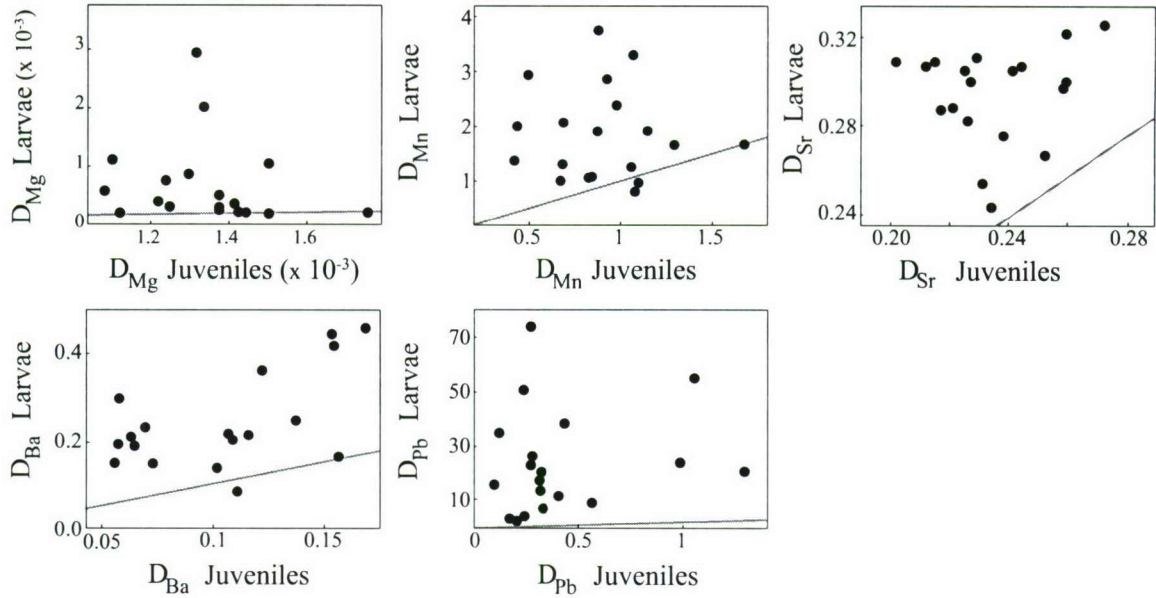 D_Mg Larvae (x 10⁻³)
3
2
1
0
1.2 1.4 1.6
D_Mg Juveniles (x 10⁻³)
D_Mn Larvae
4
3
2
1
0.5 1 1.5
D_Mn Juveniles
D_Sr Larvae
0.32
0.28
0.24
0.20 0.24 0.28
D_Sr Juveniles
D_Ba Larvae
0.4
0.2
0.0
0.05 0.1 0.15
D_Ba Juveniles
D_Pb Larvae
70
50
30
10
0 0.5 1
D_Pb Juveniles